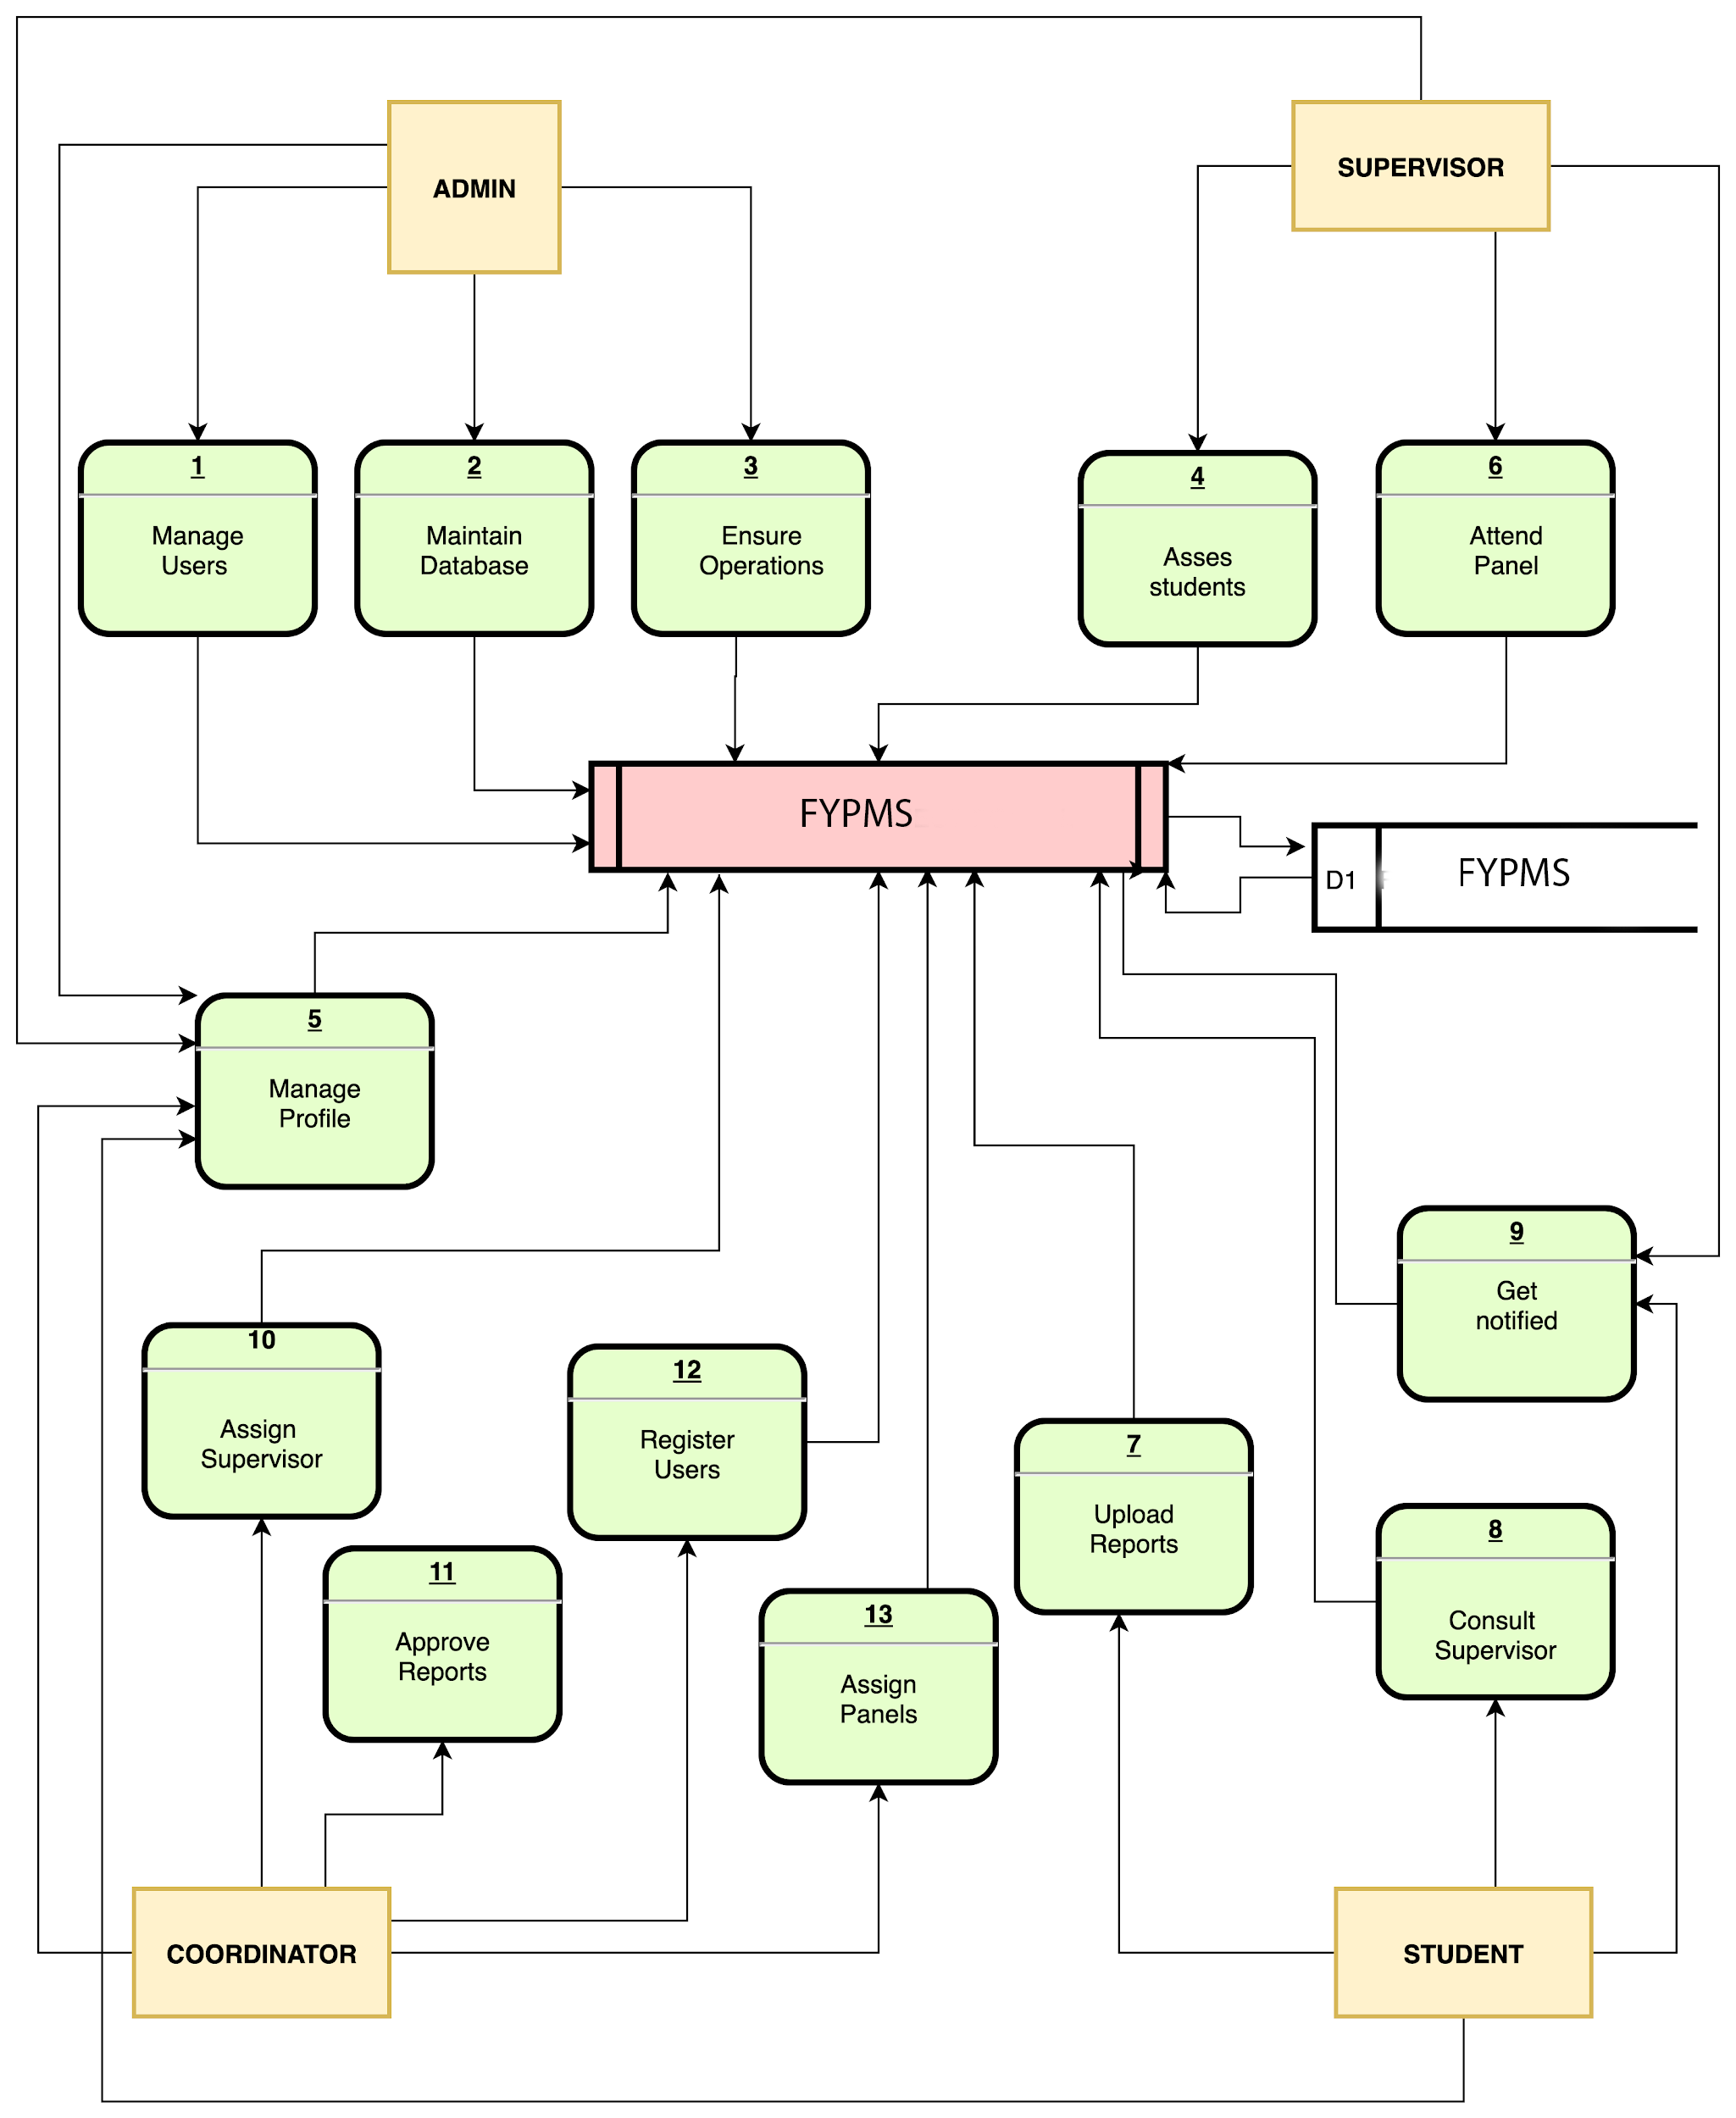 ADMIN
SUPERVISOR
1
Manage
Users
2
Maintain
Database
3
Ensure
Operations
4
Asses
students
6
Attend
Panel
FYPMS
D1
FYPMS
5
Manage
Profile
9
Get
notified
10
Assign
Supervisor
12
Register
Users
7
Upload
Reports
8
Consult
Supervisor
11
Approve
Reports
13
Assign
Panels
COORDINATOR
STUDENT